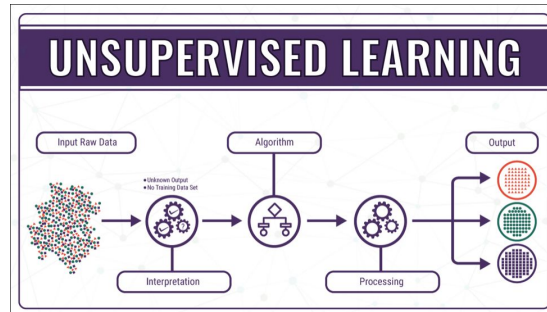 UNSUPERVISED LEARNING
Input Raw Data
Algorithm
Output
▪ Unknown Output
▪ No Training Data Set
Interpretation
Processing